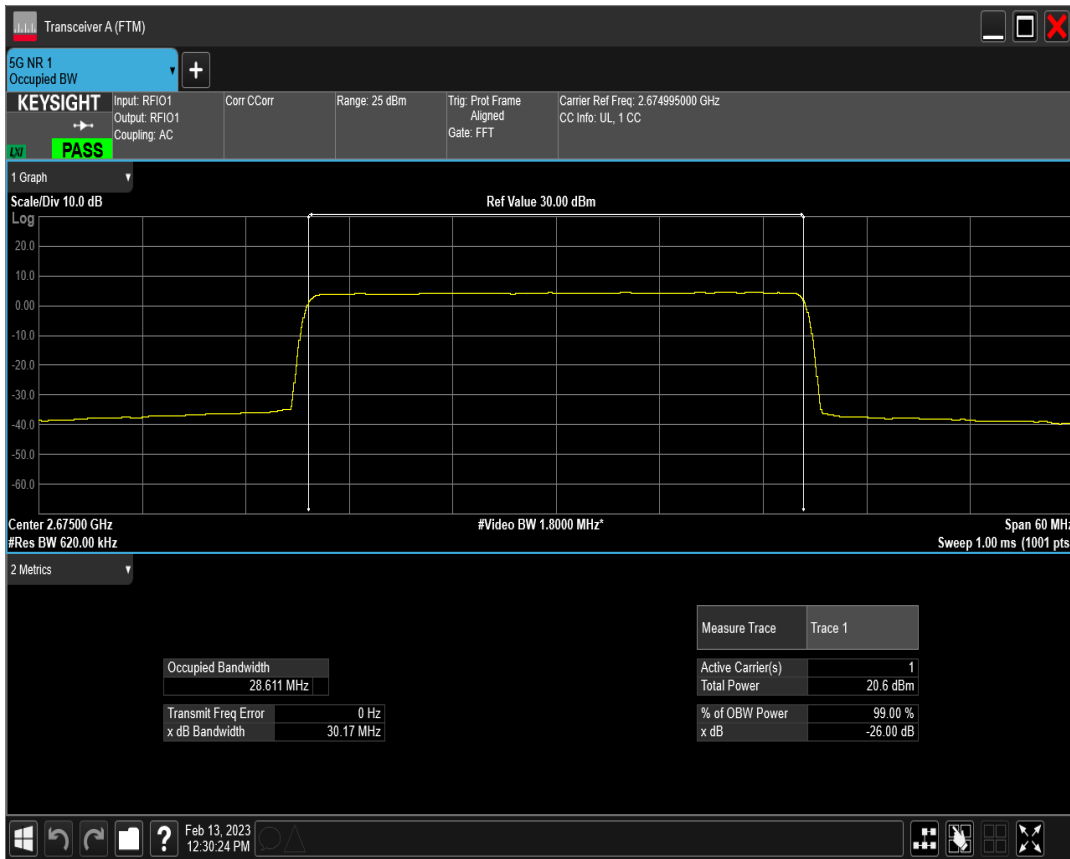 Transceiver A (FTM)
5G NR 1
Occupied BW
+
KEYSIGHT
LXI
PASS
Input: RFIO1
Output: RFIO1
Coupling: AC
Corr CCorr
Range: 25 dBm
Trig: Prot Frame
Aligned
Gate: FFT
Carrier Ref Freq: 2.674995000 GHz
CC Info: UL, 1 CC
1 Graph
Scale/Div 10.0 dB
Ref Value 30.00 dBm
Log
20.0
10.0
0.00
-10.0
-20.0
-30.0
-40.0
-50.0
-60.0
Center 2.67500 GHz
#Video BW 1.8000 MHz*
Span 60 MHz
#Res BW 620.00 kHz
Sweep 1.00 ms (1001 pts
2 Metrics
Measure Trace Trace 1
Occupied Bandwidth
28.611 MHz
Active Carrier(s) 1
Total Power 20.6 dBm
Transmit Freq Error 0 Hz
x dB Bandwidth 30.17 MHz
% of OBW Power 99.00 %
x dB -26.00 dB
?
Feb 13, 2023
12:30:24 PM